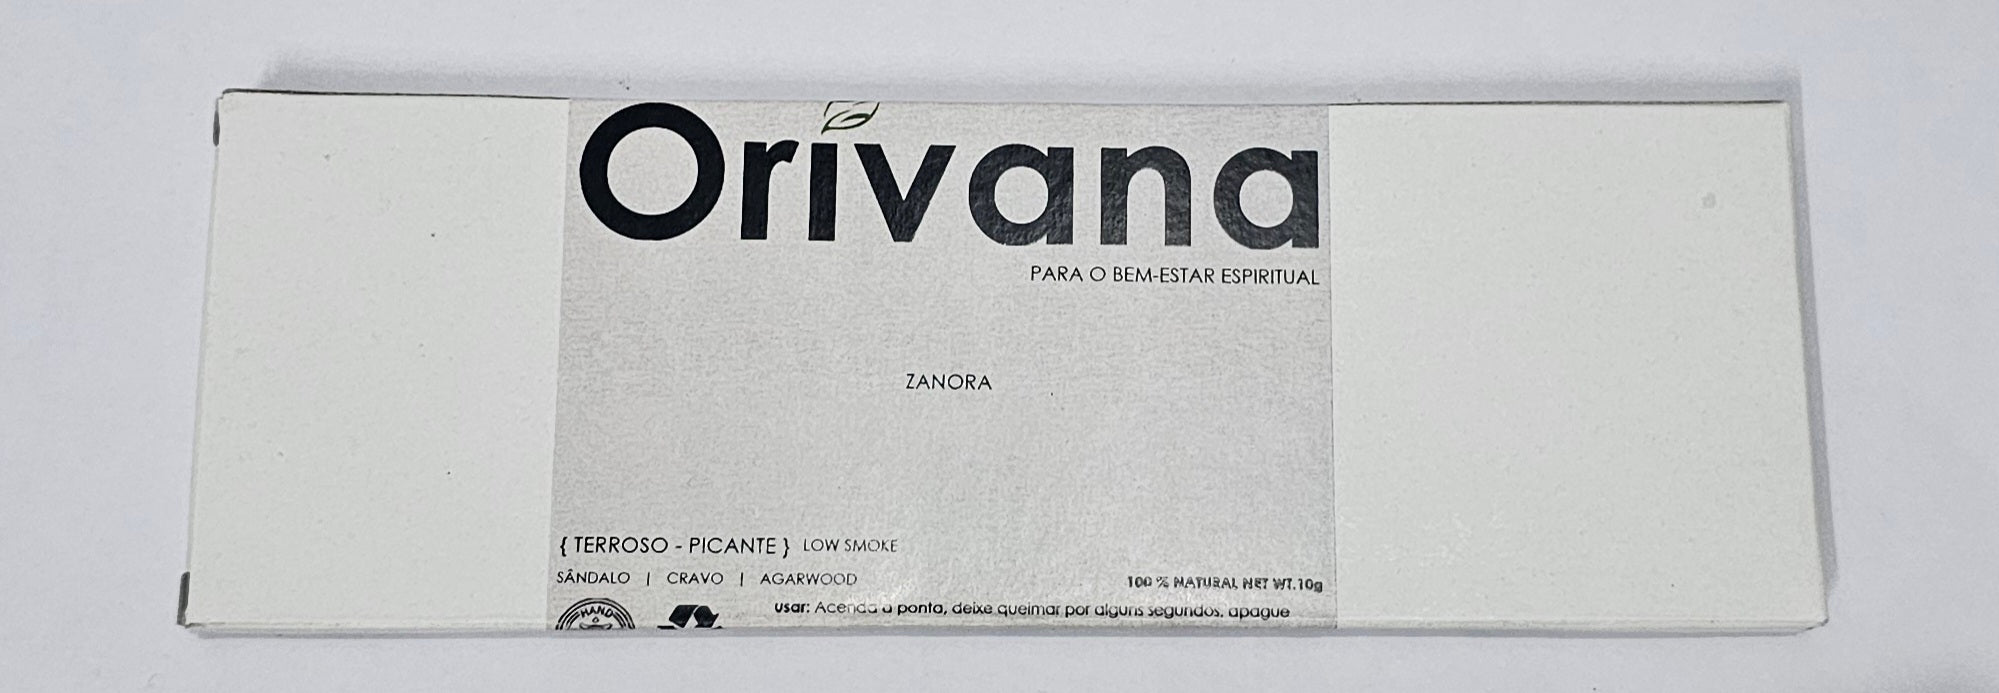 Orivana
PARA O BEM-ESTAR ESPIRITUAL
ZANORA
{ TERROSO - PICANTE } LOW SMOKE
SÂNDALO | CRAVO | AGARWOOD
100 % NATURAL NET WT.10g
HAND
usar: Acenda a ponta, deixe queimar por alguns segundos, apague